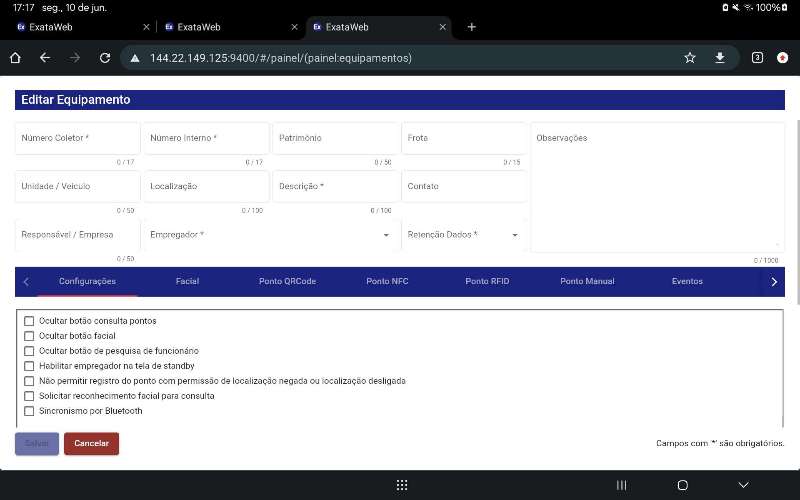 17:17 seg., 10 de jun. 100%
Ex ExataWeb Ex ExataWeb Ex ExataWeb
144.22.149.125:9400/#/painel/(painel:equipamentos) 3
Editar Equipamento
Número Coletor * Número Interno * Patrimônio Frota Observações
0 / 17 0 / 17 0 / 50 0 / 15
Unidade / Veículo Localização Descrição * Contato
0 / 50 0 / 100 0 / 100
Responsável / Empresa Empregador * Retenção Dados *
0 / 50 0 / 1000
Configurações Facial Ponto QRCode Ponto NFC Ponto RFID Ponto Manual Eventos
Ocultar botão consulta pontos
Ocultar botão facial
Ocultar botão de pesquisa de funcionário
Habilitar empregador na tela de standby
Não permitir registro do ponto com permissão de localização negada ou localização desligada
Solicitar reconhecimento facial para consulta
Sincronismo por Bluetooth
Salvar Cancelar Campos com '*' são obrigatórios.